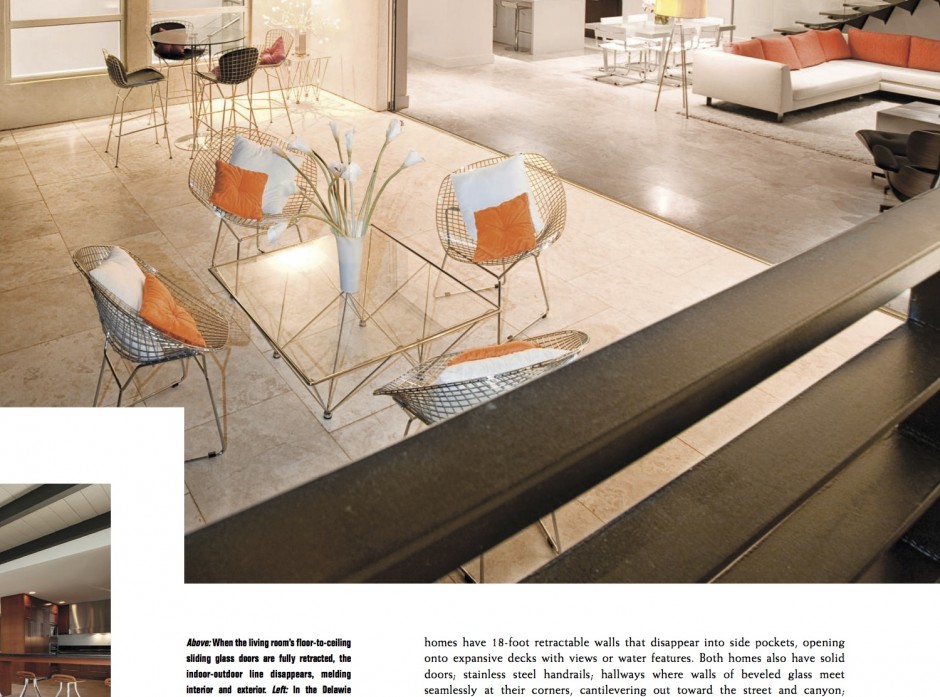 Above: When the living room's floor-to-ceiling
sliding glass doors are fully retracted, the
indoor-outdoor line disappears, melding
interior and exterior. Left: In the Delawie
homes have 18-foot retractable walls that disappear into side pockets, opening
onto expansive decks with views or water features. Both homes also have solid
doors; stainless steel handrails; hallways where walls of beveled glass meet
seamlessly at their corners, cantilevering out toward the street and canyon;